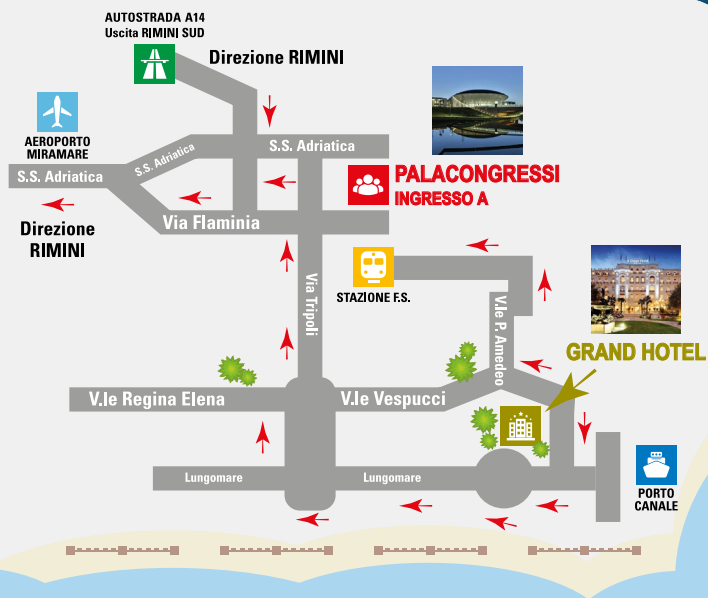 AUTOSTRADA A14
Uscita RIMINI SUD
Direzione RIMINI
AEROPORTO
MIRAMARE
S.S. Adriatica
S.S. Adriatica
S.S. Adriatica
PALACONGRESSI
INGRESSO A
Direzione
RIMINI
Via Flaminia
Via Tripoli
STAZIONE F.S.
V.le P. Amedeo
GRAND HOTEL
V.le Regina Elena
V.le Vespucci
Lungomare
Lungomare
PORTO
CANALE